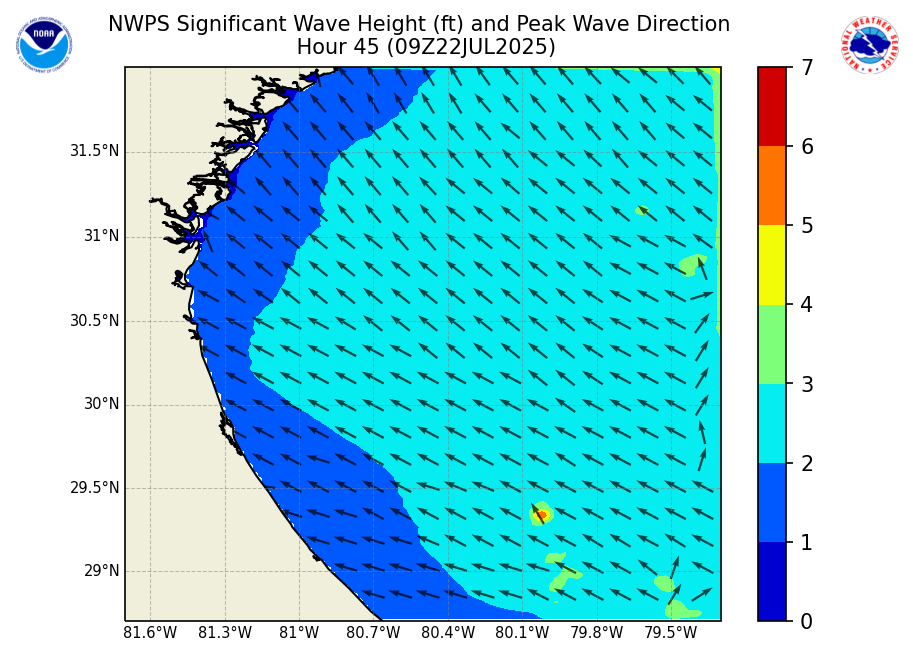 NWPS Significant Wave Height (ft) and Peak Wave Direction
Hour 45 (09Z22JUL2025)
NOAA
NATIONAL WEATHER SERVICE
31.5°N
31°N
30.5°N
30°N
29.5°N
29°N
81.6°W 81.3°W 81°W 80.7°W 80.4°W 80.1°W 79.8°W 79.5°W
7
6
5
4
3
2
1
0